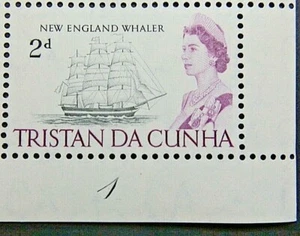 NEW ENGLAND WHALER
2d
TRISTAN DA CUNHA
1